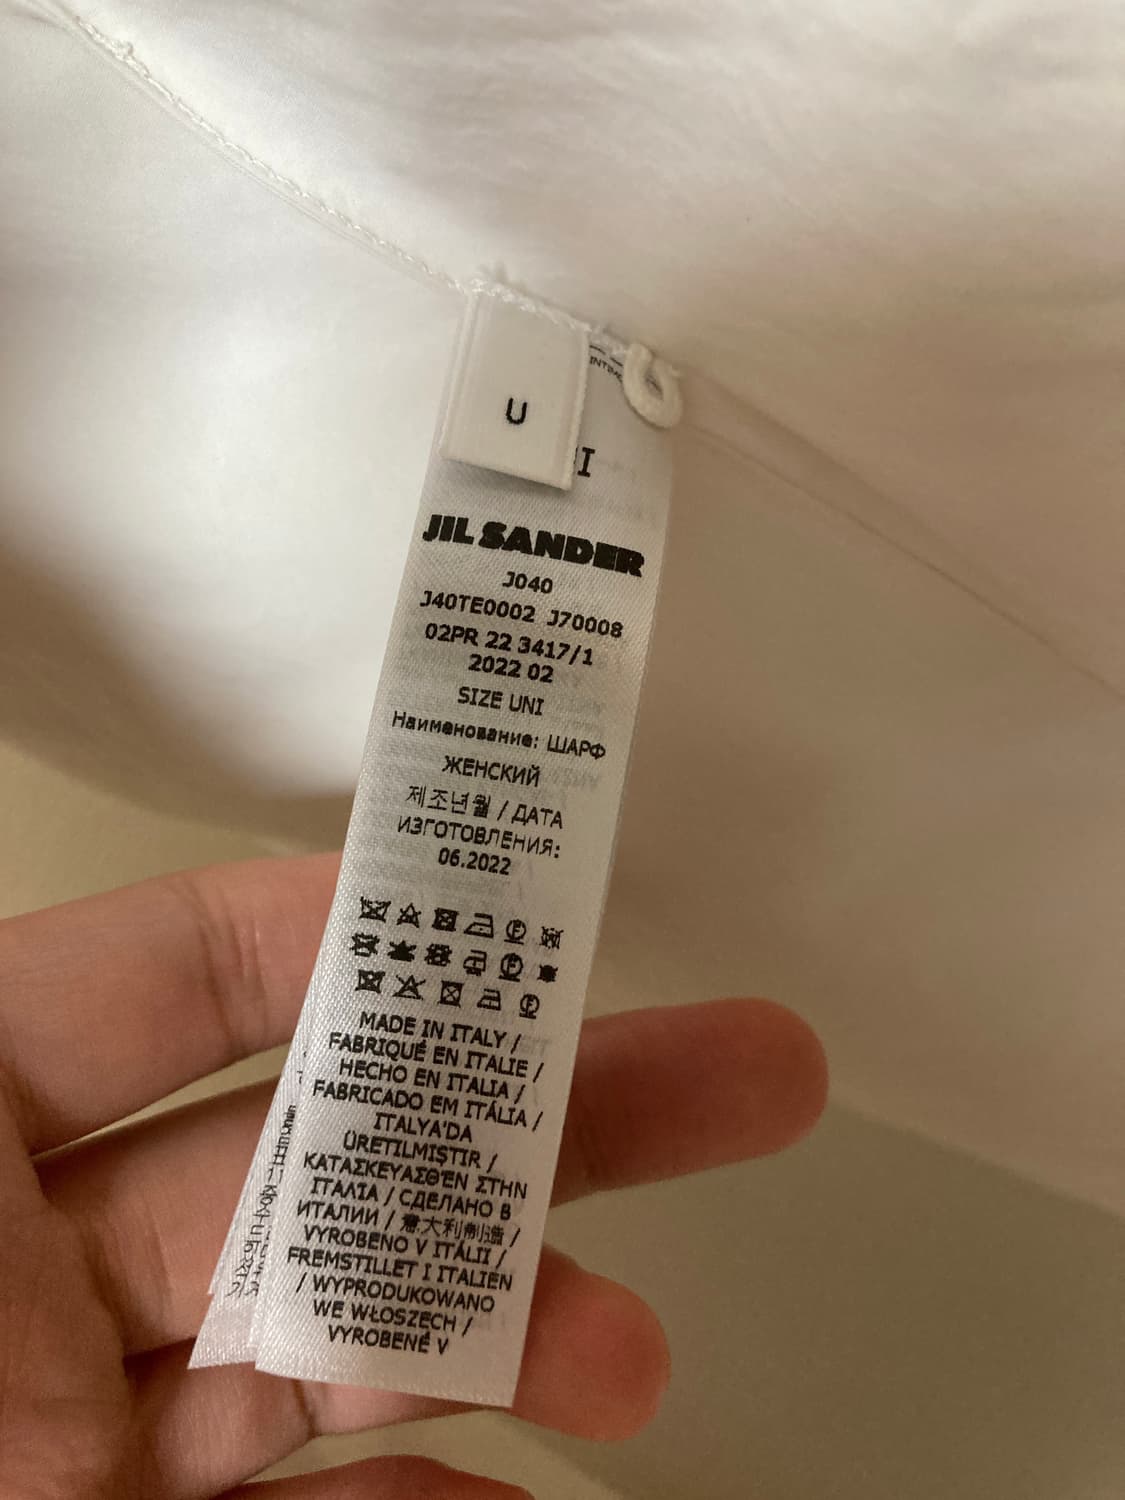 U
JIL SANDER
J040
J40TE0002 J70008
02PR 22 3417/1
2022 02
SIZE UNI
Наименование: ШАРФ
ЖЕНСКИЙ
제조년월 / ДАТА
ИЗГОТОВЛЕНИЯ:
06.2022
MADE IN ITALY /
FABRIQUÉ EN ITALIE /
HECHO EN ITALIA /
FABRICADO EM ITÁLIA /
ITALYA'DA
ÜRETILMIŞTIR /
ΚΑΤΑΣΚΕΥΑΣΘΈΝ ΣΤΗΝ
ΙΤΑΛΊΑ / СДЕЛАНО В
ИТАЛИИ / 意大利制造 /
VYROBENO V ITÁLII /
FREMSTILLET I ITALIEN
/ WYPRODUKOWANO
WE WŁOSZECH /
VYROBENÉ V